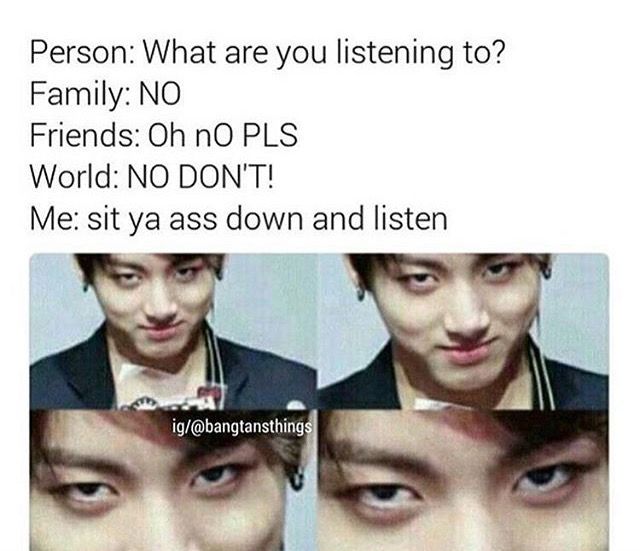 Person: What are you listening to?
Family: NO
Friends: Oh nO PLS
World: NO DON'T!
Me: sit ya ass down and listen
ig/@bangtansthings